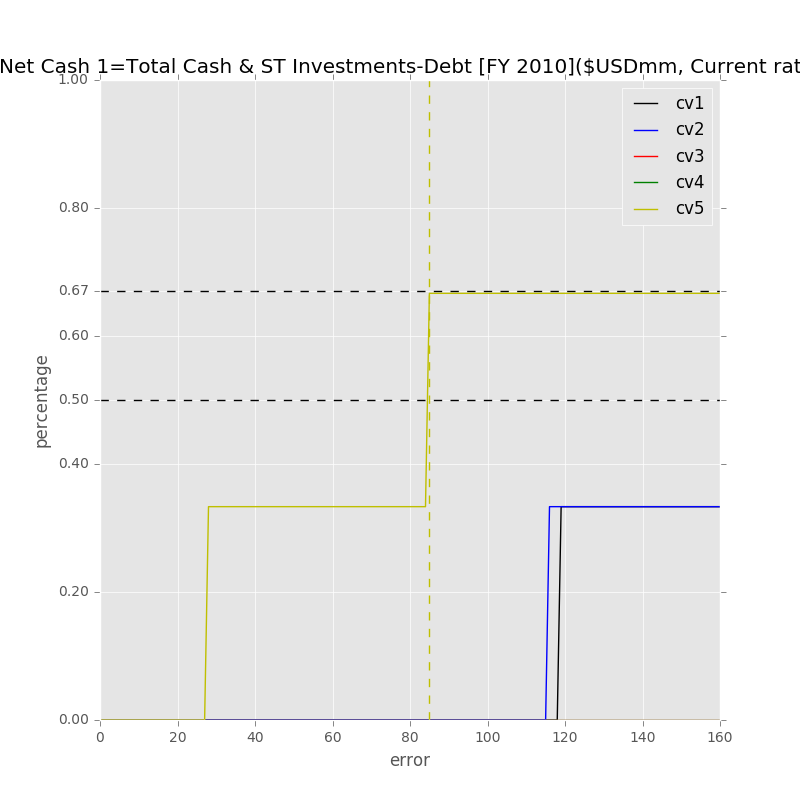 Net Cash 1=Total Cash & ST Investments-Debt [FY 2010]($USDmm, Current rat
1.00
0.80
0.67
0.60
0.50
0.40
0.20
0.00
percentage
cv1
cv2
cv3
cv4
cv5
0 20 40 60 80 100 120 140 160
error